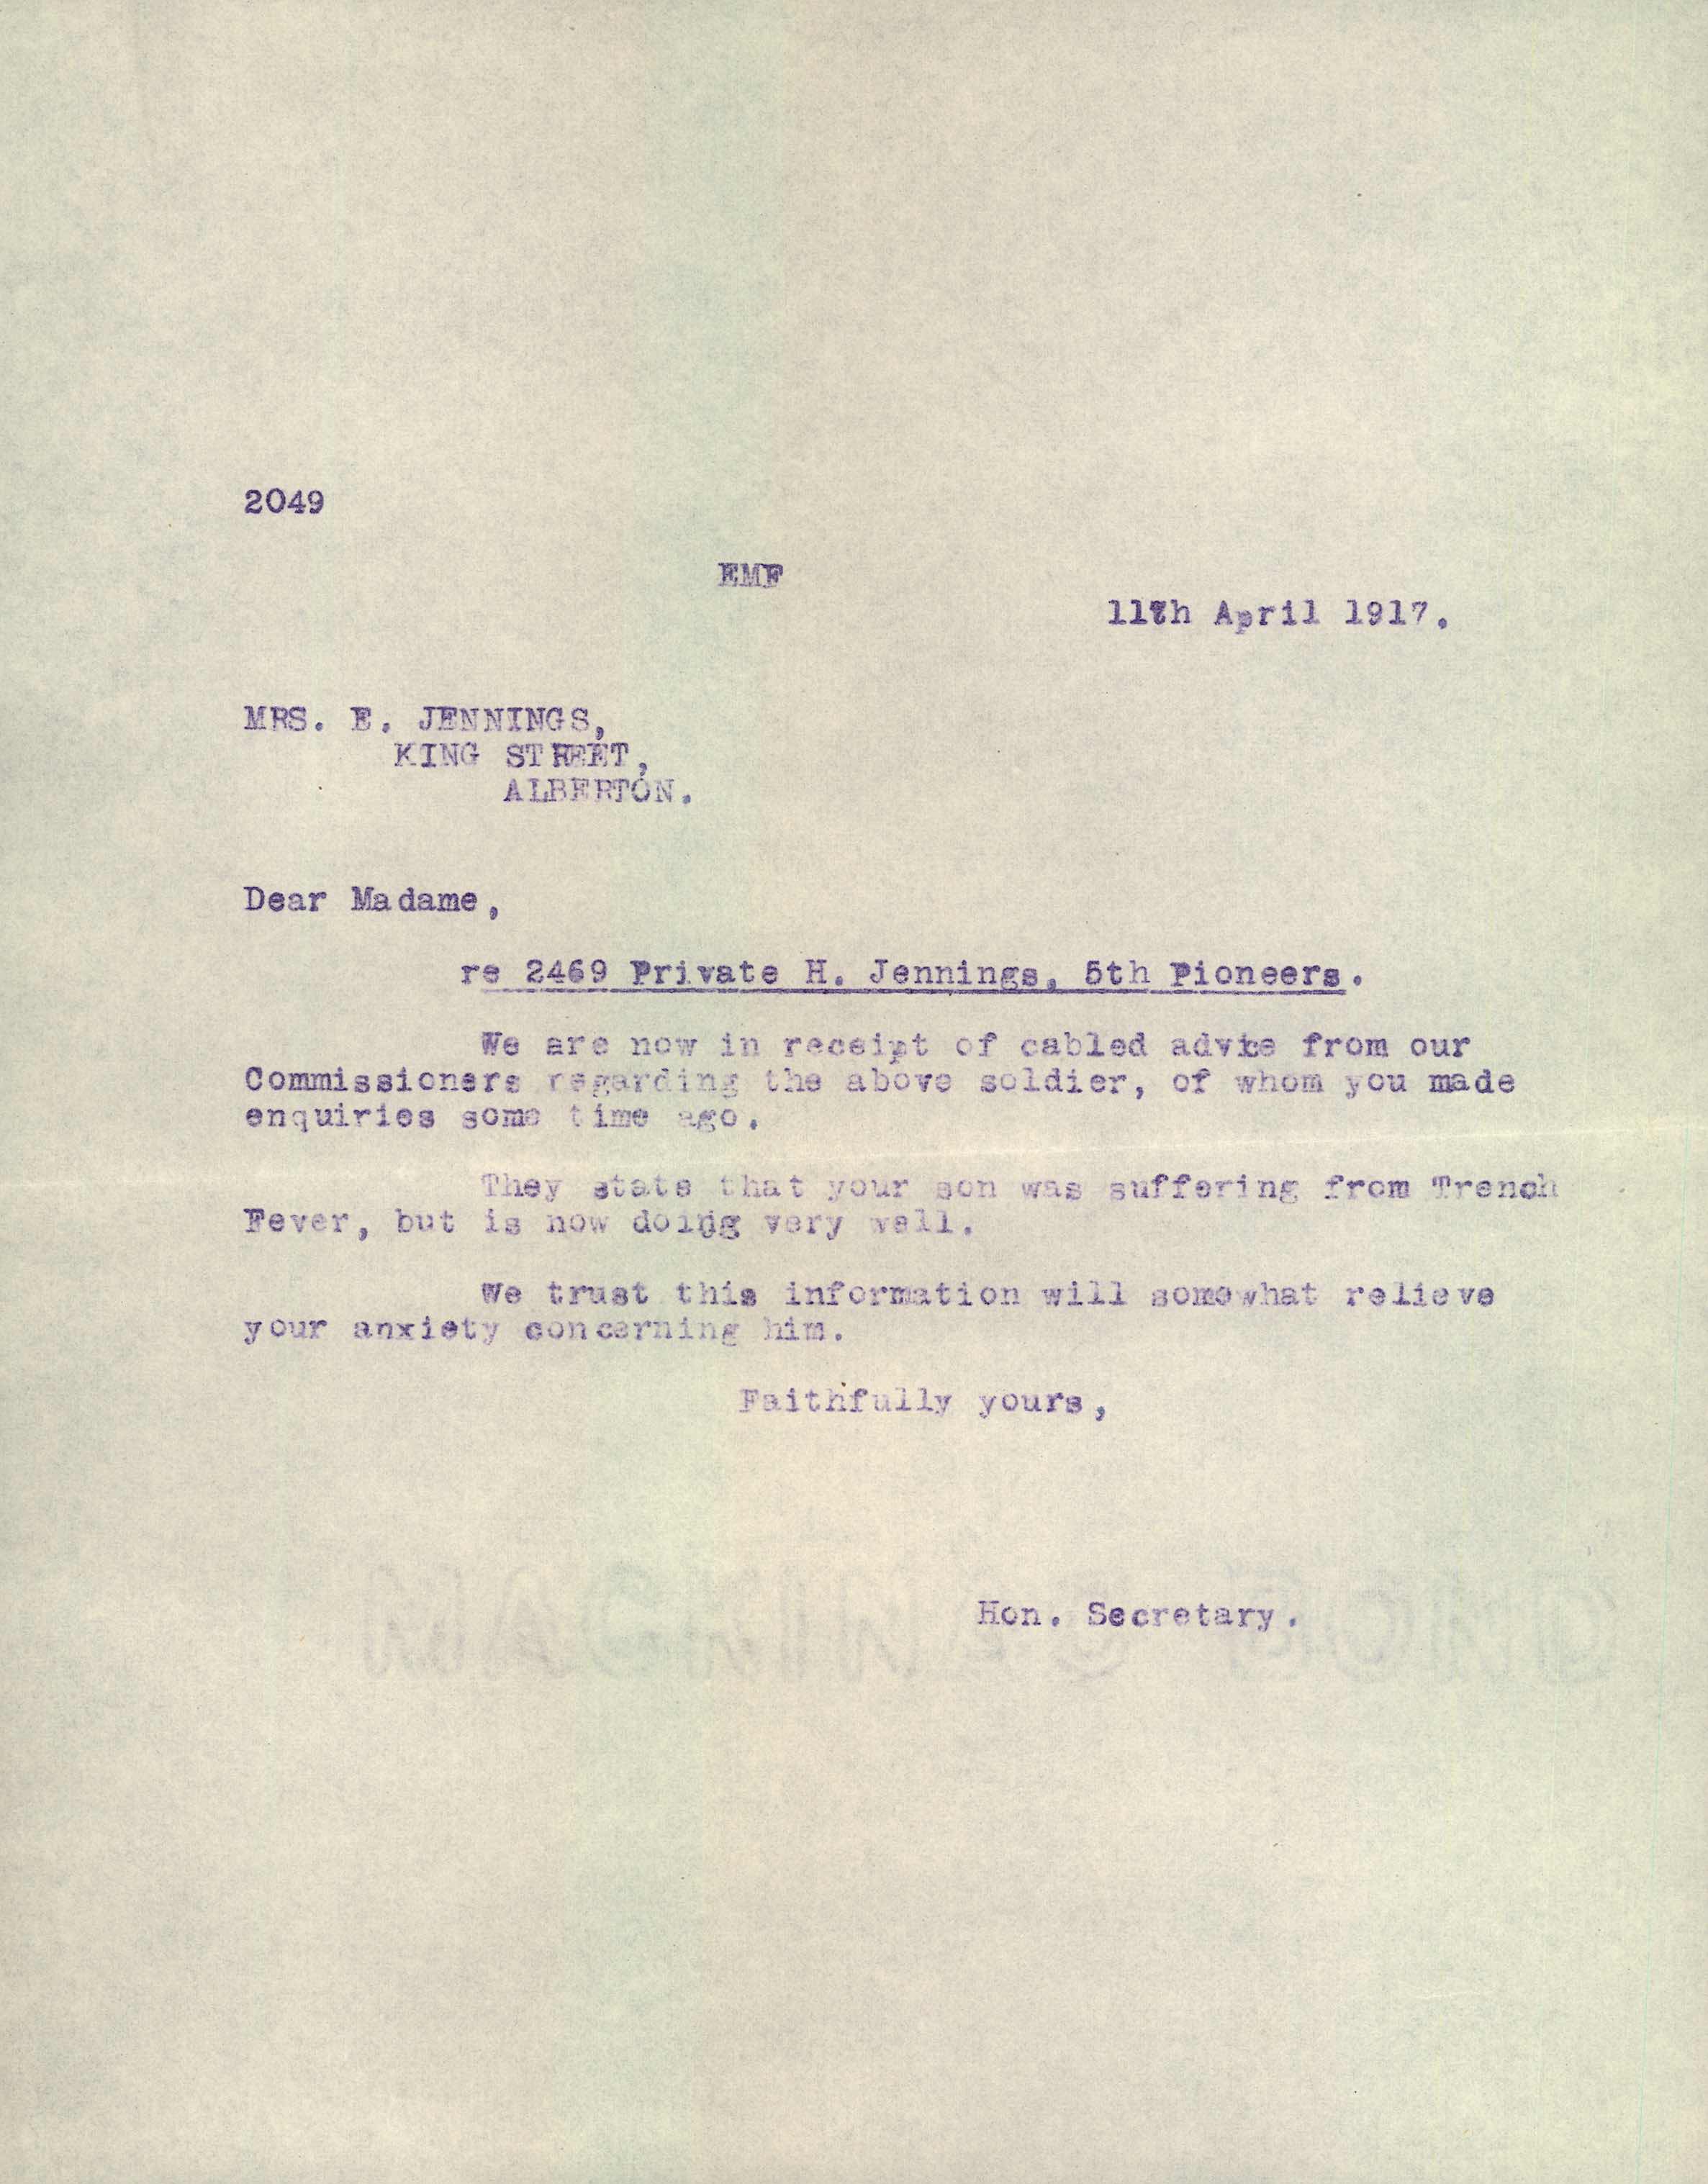 2049
EMF
11th April 1917.
MRS. E. JENNINGS,
KING STREET,
ALBERTON.
Dear Madame,
re 2469 Private H. Jennings, 5th Pioneers.
We are now in receipt of cabled advice from our
Commissioners regarding the above soldier, of whom you made
enquiries some time ago.
They state that your son was suffering from Trench
Fever, but is now doing very well.
We trust this information will somewhat relieve
your anxiety concerning him.
Faithfully yours,
Hon. Secretary.